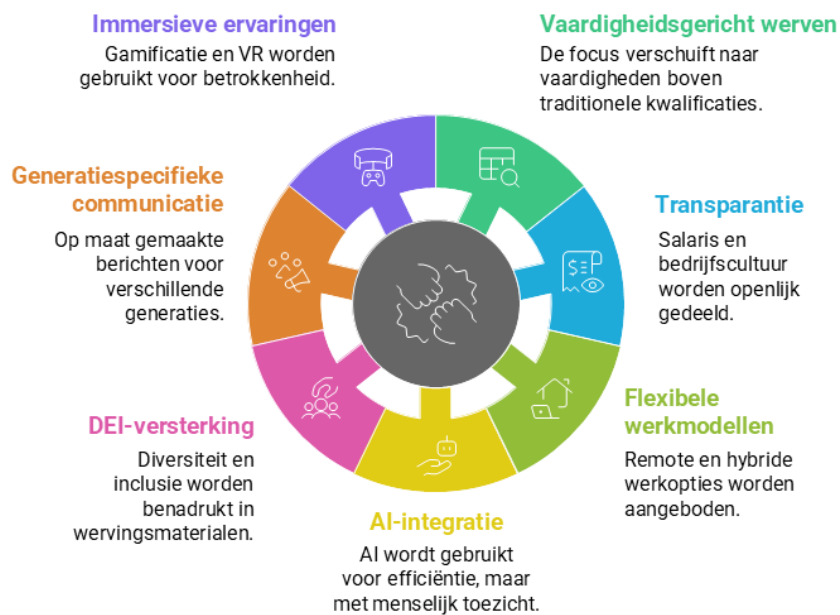 Immersieve ervaringen
Gamificatie en VR worden
gebruikt voor betrokkenheid.
Vaardigheidsgericht werven
De focus verschuift naar
vaardigheden boven
traditionele kwalificaties.
Generatiespecifieke
communicatie
Op maat gemaakte
berichten voor
verschillende
generaties.
Transparantie
Salaris en
bedrijfscultuur
worden openlijk
gedeeld.
$
DEI-versterking
Diversiteit en
inclusie worden
benadrukt in
wervingsmaterialen.
Flexibele
werkmodellen
Remote en hybride
werkopties worden
aangeboden.
AI-integratie
AI wordt gebruikt
voor efficiëntie, maar
met menselijk toezicht.